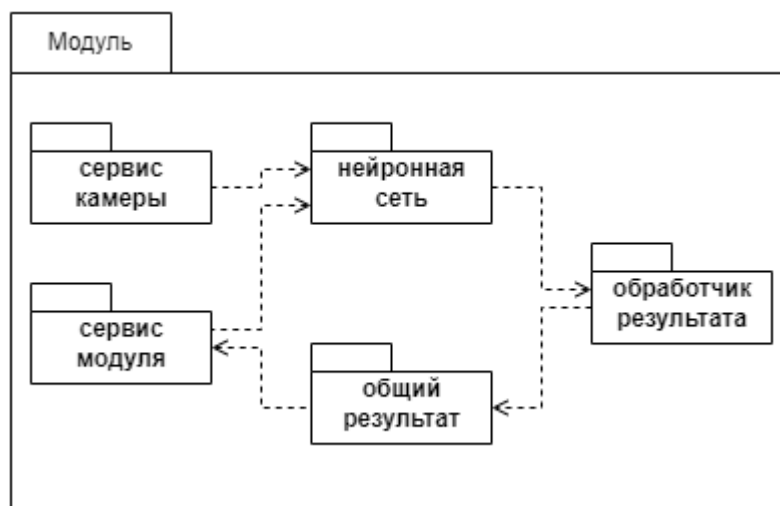 Модуль
сервис
камеры
нейронная
сеть
обработчик
результата
сервис
модуля
общий
результат